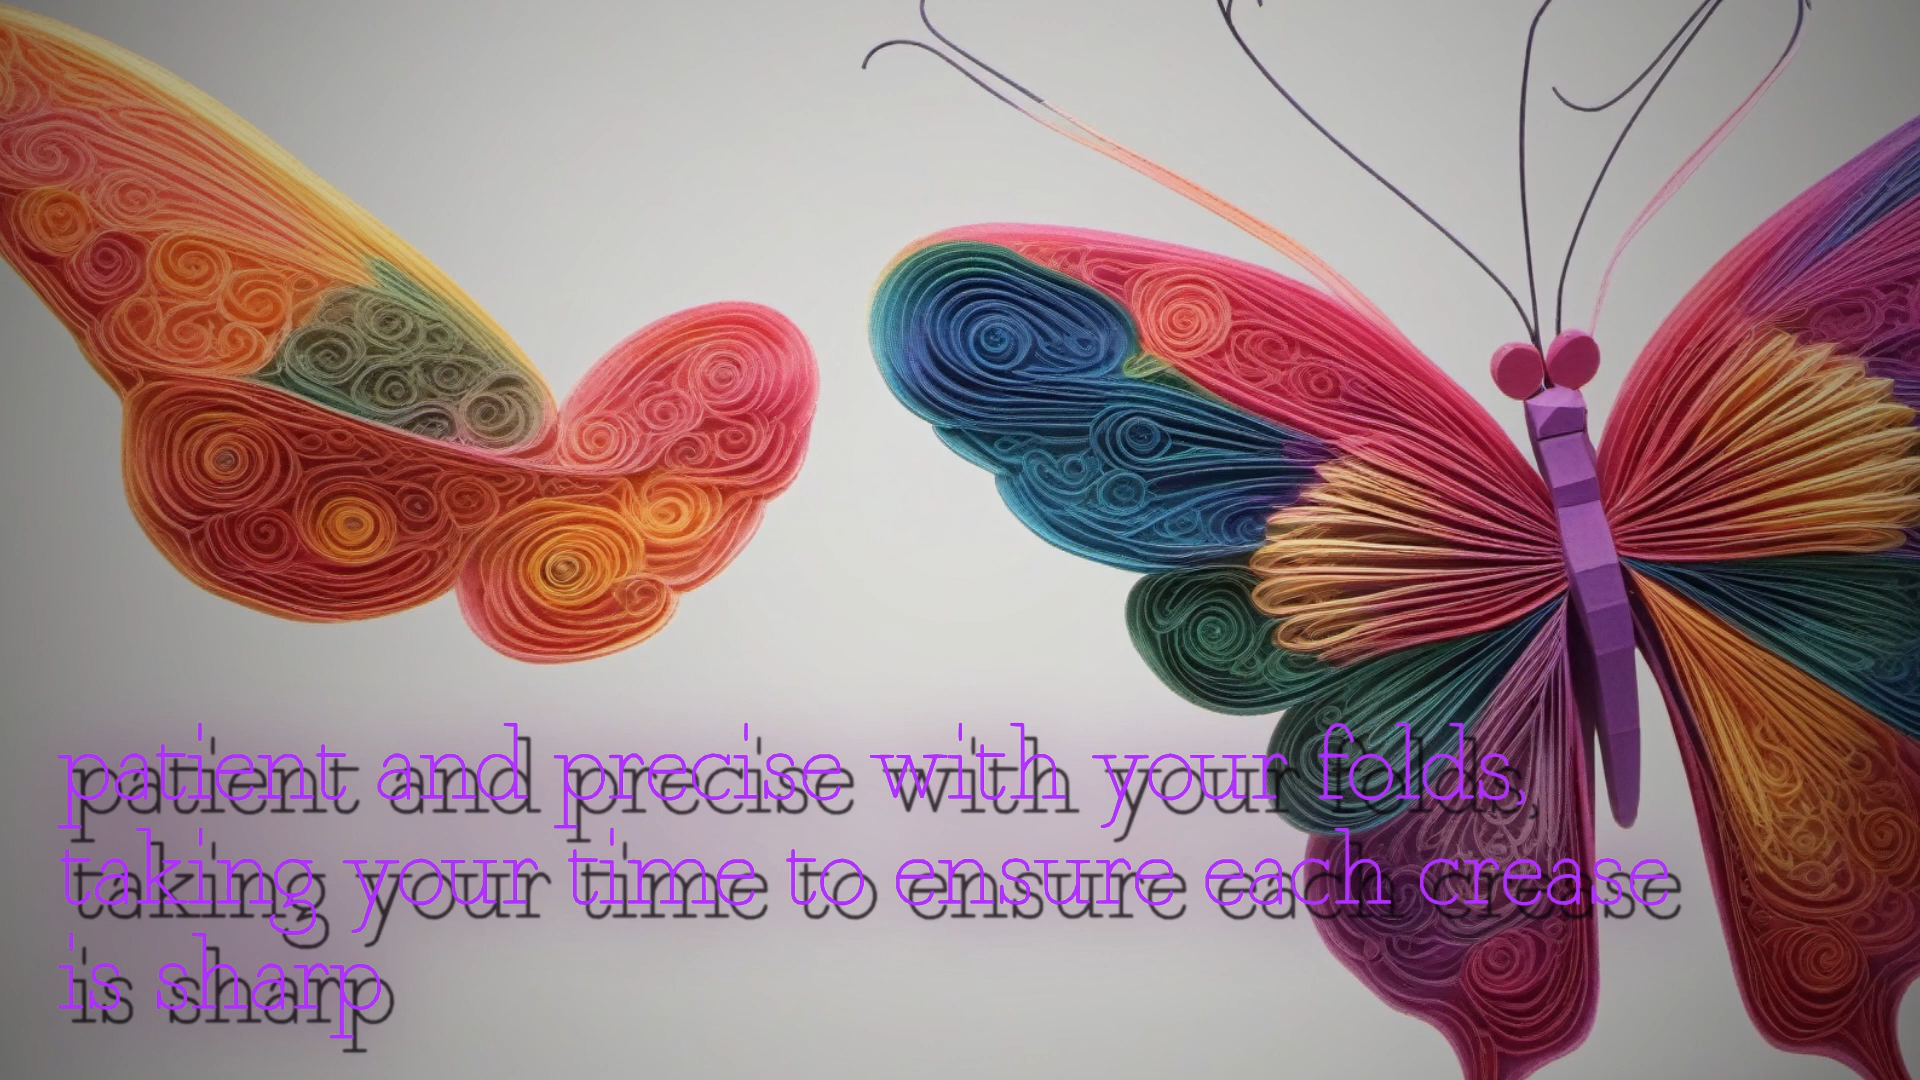 patient and precise with your folds,
taking your time to ensure each crease
is sharp